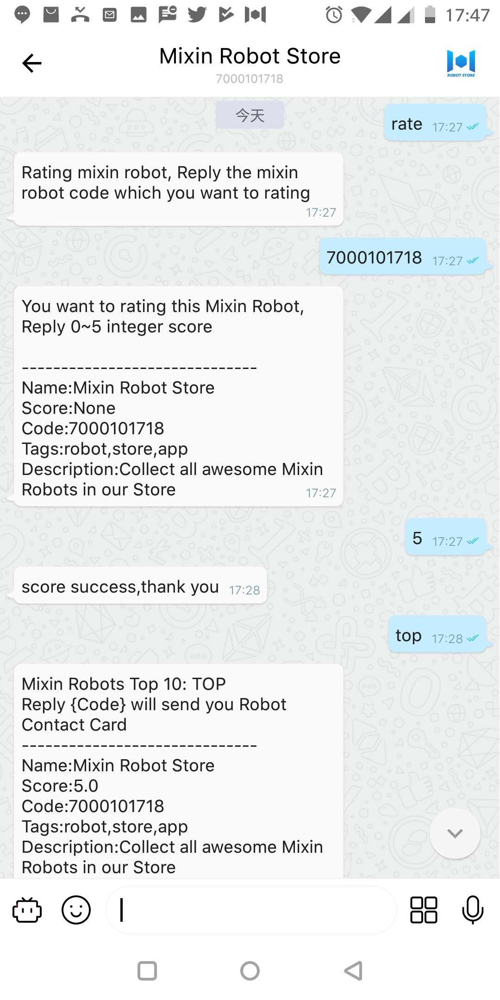 17:47
Mixin Robot Store
7000101718
ROBOT STORE
今天
rate 17:27
Rating mixin robot, Reply the mixin
robot code which you want to rating
17:27
7000101718 17:27
You want to rating this Mixin Robot,
Reply 0~5 integer score
------------------------------
Name:Mixin Robot Store
Score:None
Code:7000101718
Tags:robot,store,app
Description:Collect all awesome Mixin
Robots in our Store 17:27
5 17:27
score success,thank you 17:28
top 17:28
Mixin Robots Top 10: TOP
Reply {Code} will send you Robot
Contact Card
------------------------------
Name:Mixin Robot Store
Score:5.0
Code:7000101718
Tags:robot,store,app
Description:Collect all awesome Mixin
Robots in our Store